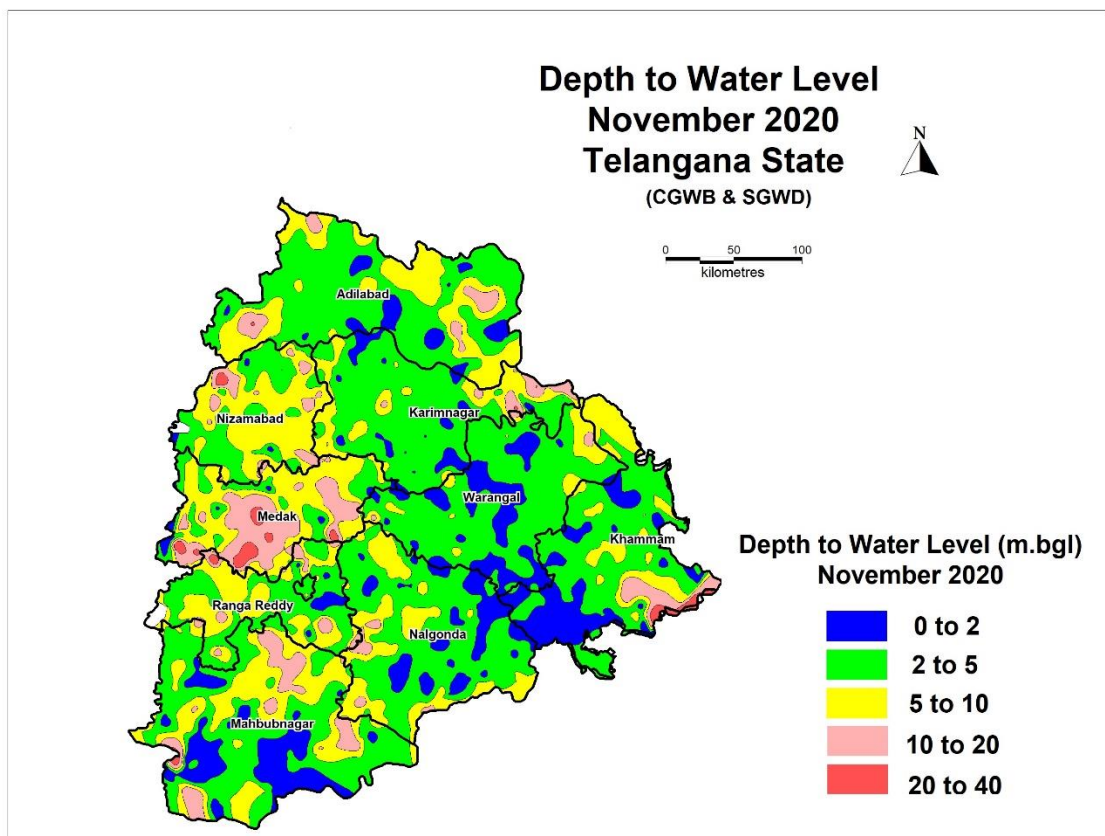 Depth to Water Level
November 2020
Telangana State
(CGWB & SGWD)
N
0 50 100
kilometres
Adilabad
Nizamabad
Karimnagar
Medak
Warangal
Khammam
Ranga Reddy
Nalgonda
Mahbubnagar
Depth to Water Level (m.bgl)
November 2020
0 to 2
2 to 5
5 to 10
10 to 20
20 to 40